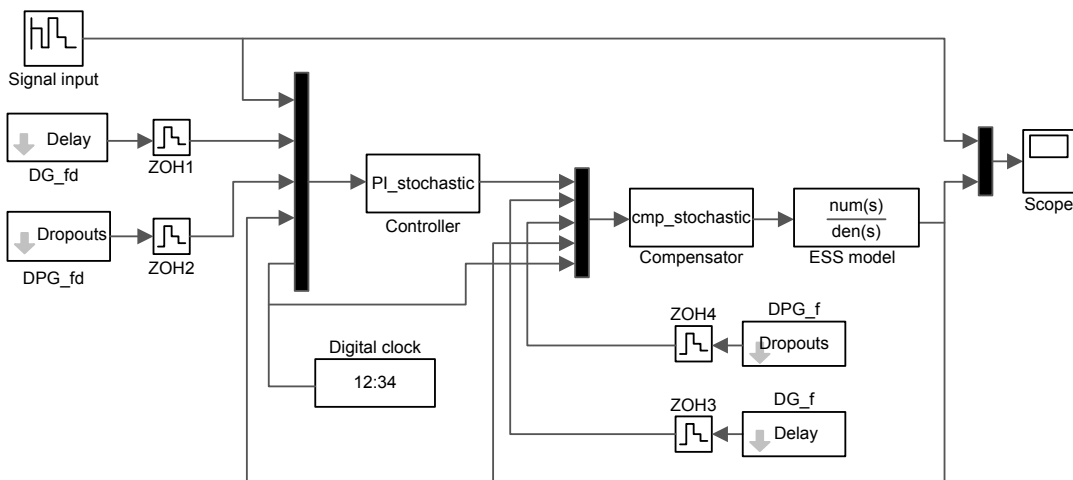 Signal input
Delay
DG_fd
ZOH1
Dropouts
DPG_fd
ZOH2
PI_stochastic
Controller
cmp_stochastic
Compensator
num(s)
den(s)
ESS model
Scope
Digital clock
12:34
ZOH4
DPG_f
Dropouts
ZOH3
DG_f
Delay